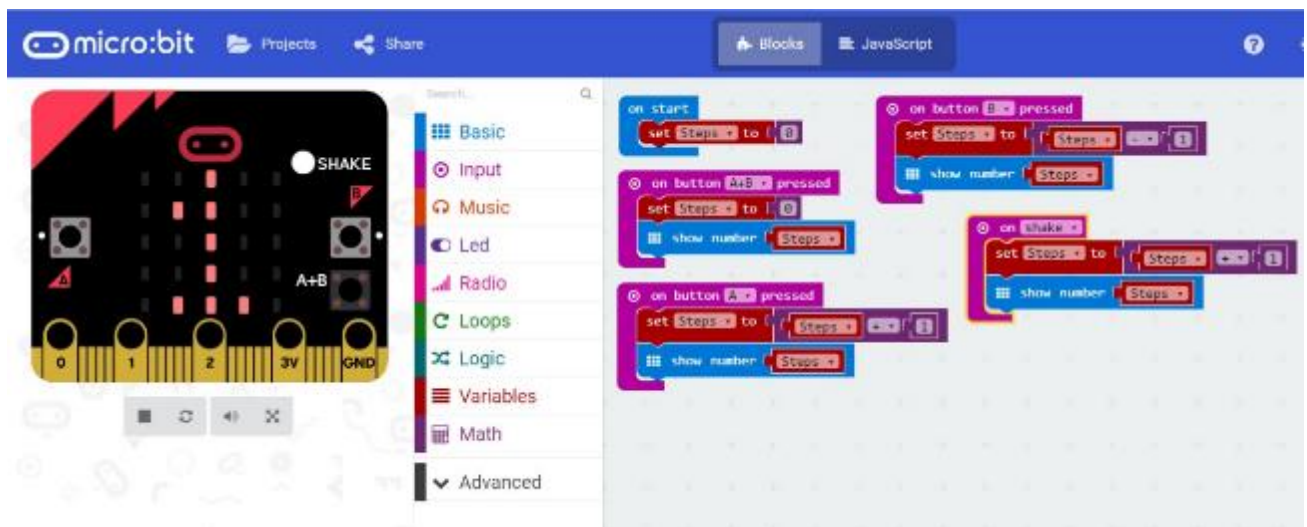 micro:bit Projects Share Blocks JavaScript ?
Search...
Basic
Input
Music
Led
Radio
Loops
Logic
Variables
Math
Advanced
SHAKE
B
A
A+B
0 1 2 3V GND
on start
set Steps to 0
on button A+B pressed
set Steps to 0
show number Steps
on button A pressed
set Steps to Steps + 1
show number Steps
on button B pressed
set Steps to Steps - 1
show number Steps
on shake
set Steps to Steps + 1
show number Steps